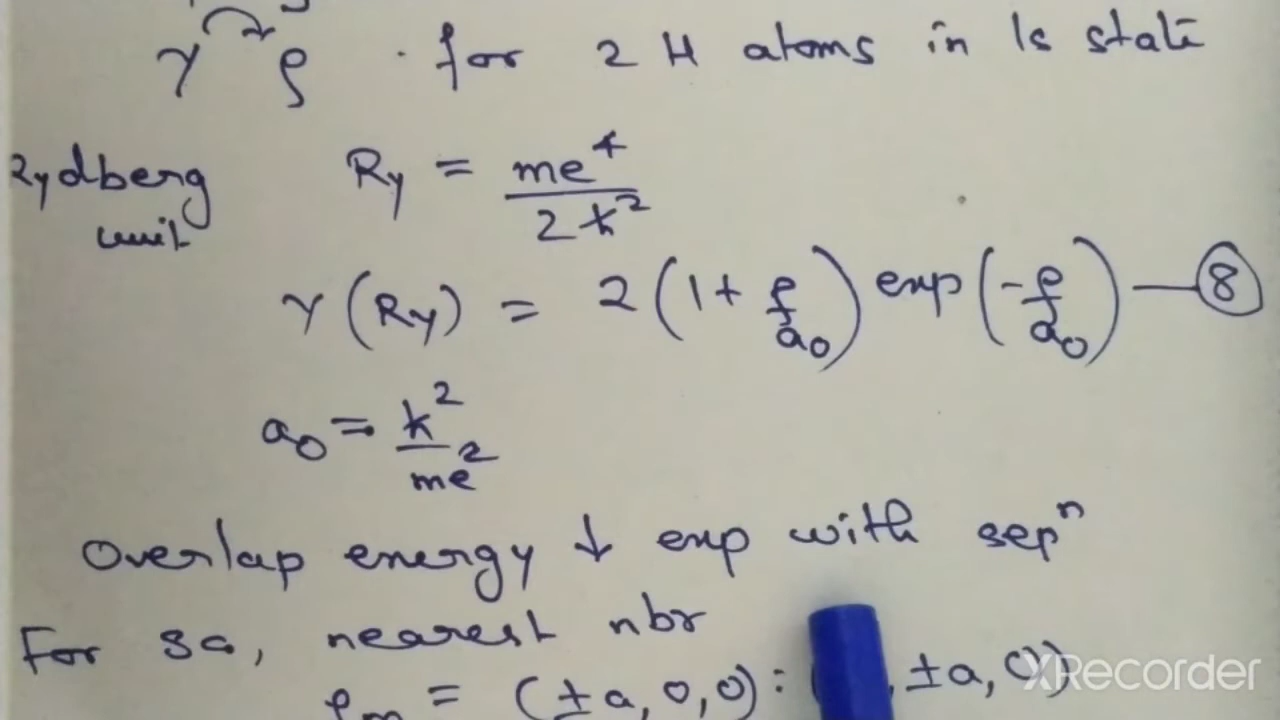 γ ρ . for 2 H atoms in 1s state
Rydberg unit
Ry = me⁴ / 2ħ²
γ (Ry) = 2 (1 + ρ/a₀) exp (-ρ/a₀) — ⑧
a₀ = ħ² / me²
Overlap energy ↓ exp with sepⁿ
For sc, nearest nbr
ρₘ = (±a, 0, 0) : , ±a, 0)
XRecorder